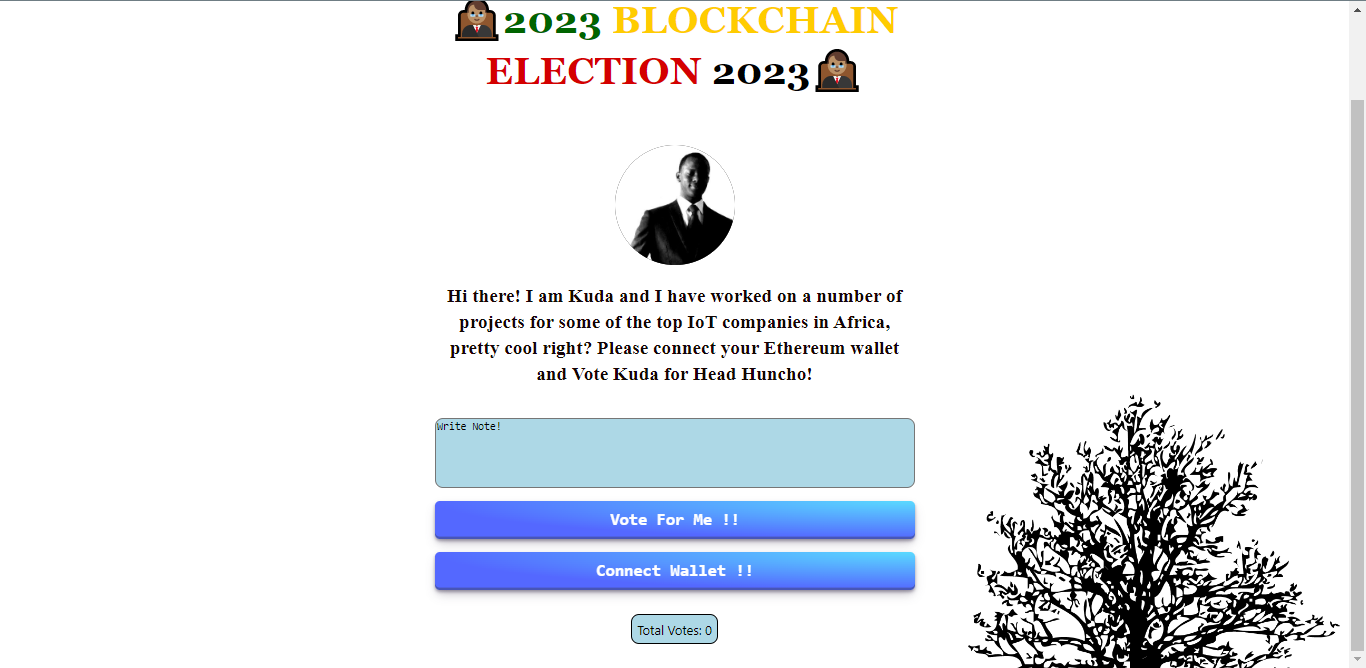 2023 BLOCKCHAIN
ELECTION 2023
Hi there! I am Kuda and I have worked on a number of
projects for some of the top IoT companies in Africa,
pretty cool right? Please connect your Ethereum wallet
and Vote Kuda for Head Huncho!
Write Note!
Vote For Me !!
Connect Wallet !!
Total Votes: 0